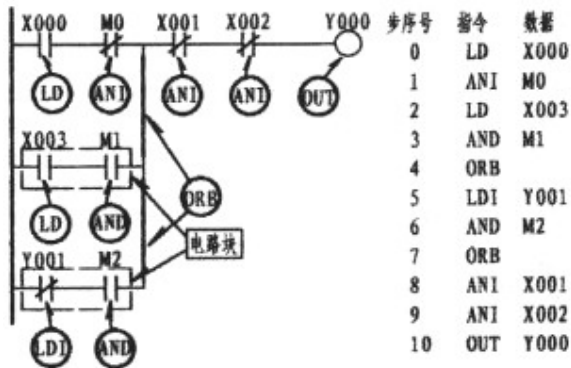 X000 M0 X001 X002 Y000
LD ANI ANI ANI OUT
X003 M1
LD AND
ORB
电路块
Y001 M2
LDI AND
步序号 指令 数据
0 LD X000
1 ANI M0
2 LD X003
3 AND M1
4 ORB
5 LDI Y001
6 AND M2
7 ORB
8 ANI X001
9 ANI X002
10 OUT Y000